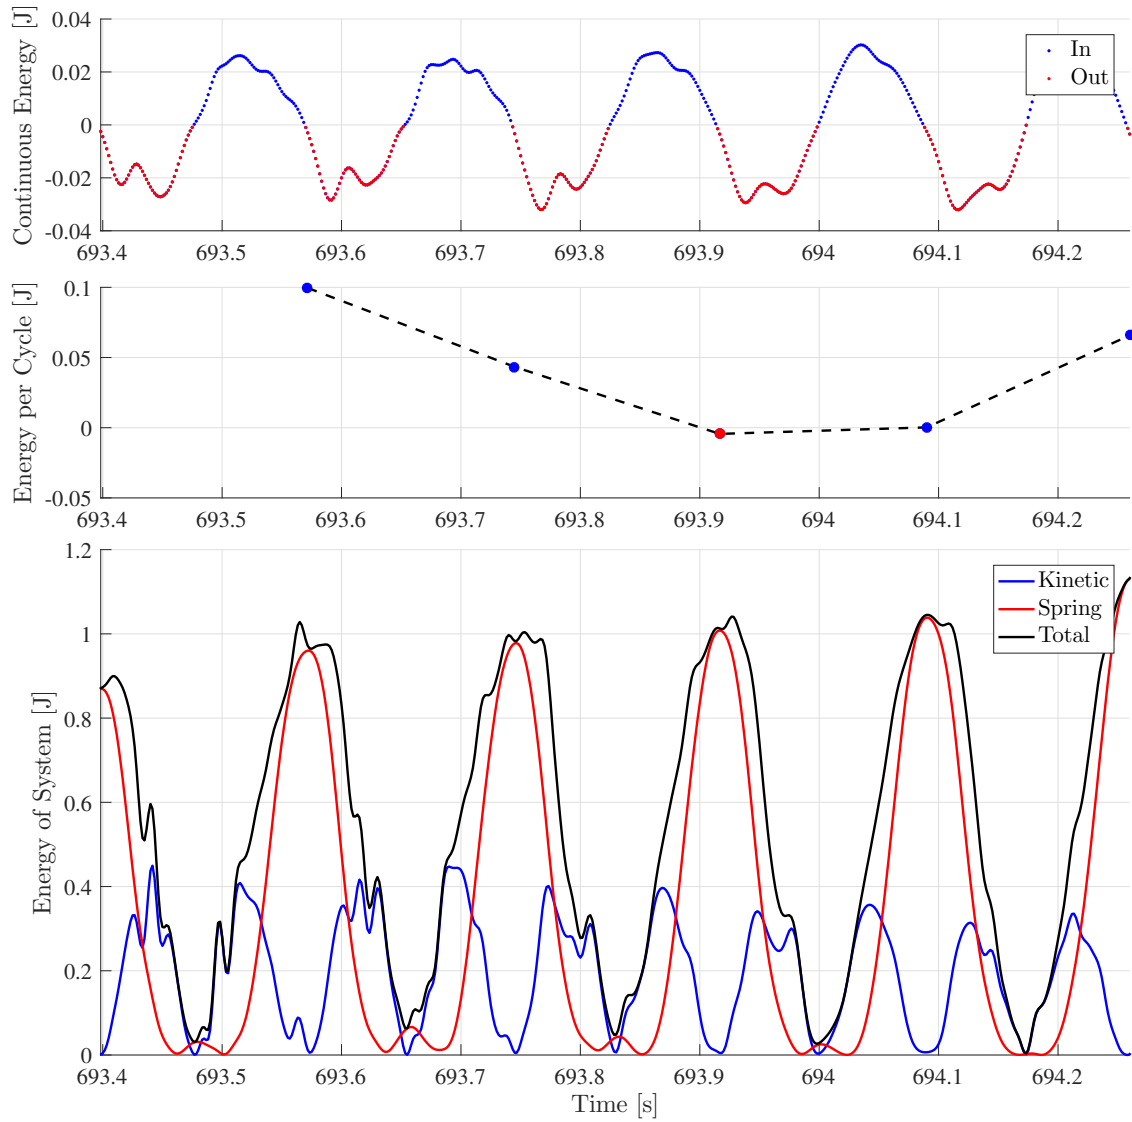 Continuous Energy [J]
0.04
0.02
0
-0.02
-0.04
In
Out
693.4 693.5 693.6 693.7 693.8 693.9 694 694.1 694.2
Energy per Cycle [J]
0.1
0.05
0
-0.05
693.4 693.5 693.6 693.7 693.8 693.9 694 694.1 694.2
Energy of System [J]
1.2
1
0.8
0.6
0.4
0.2
0
Kinetic
Spring
Total
693.4 693.5 693.6 693.7 693.8 693.9 694 694.1 694.2
Time [s]